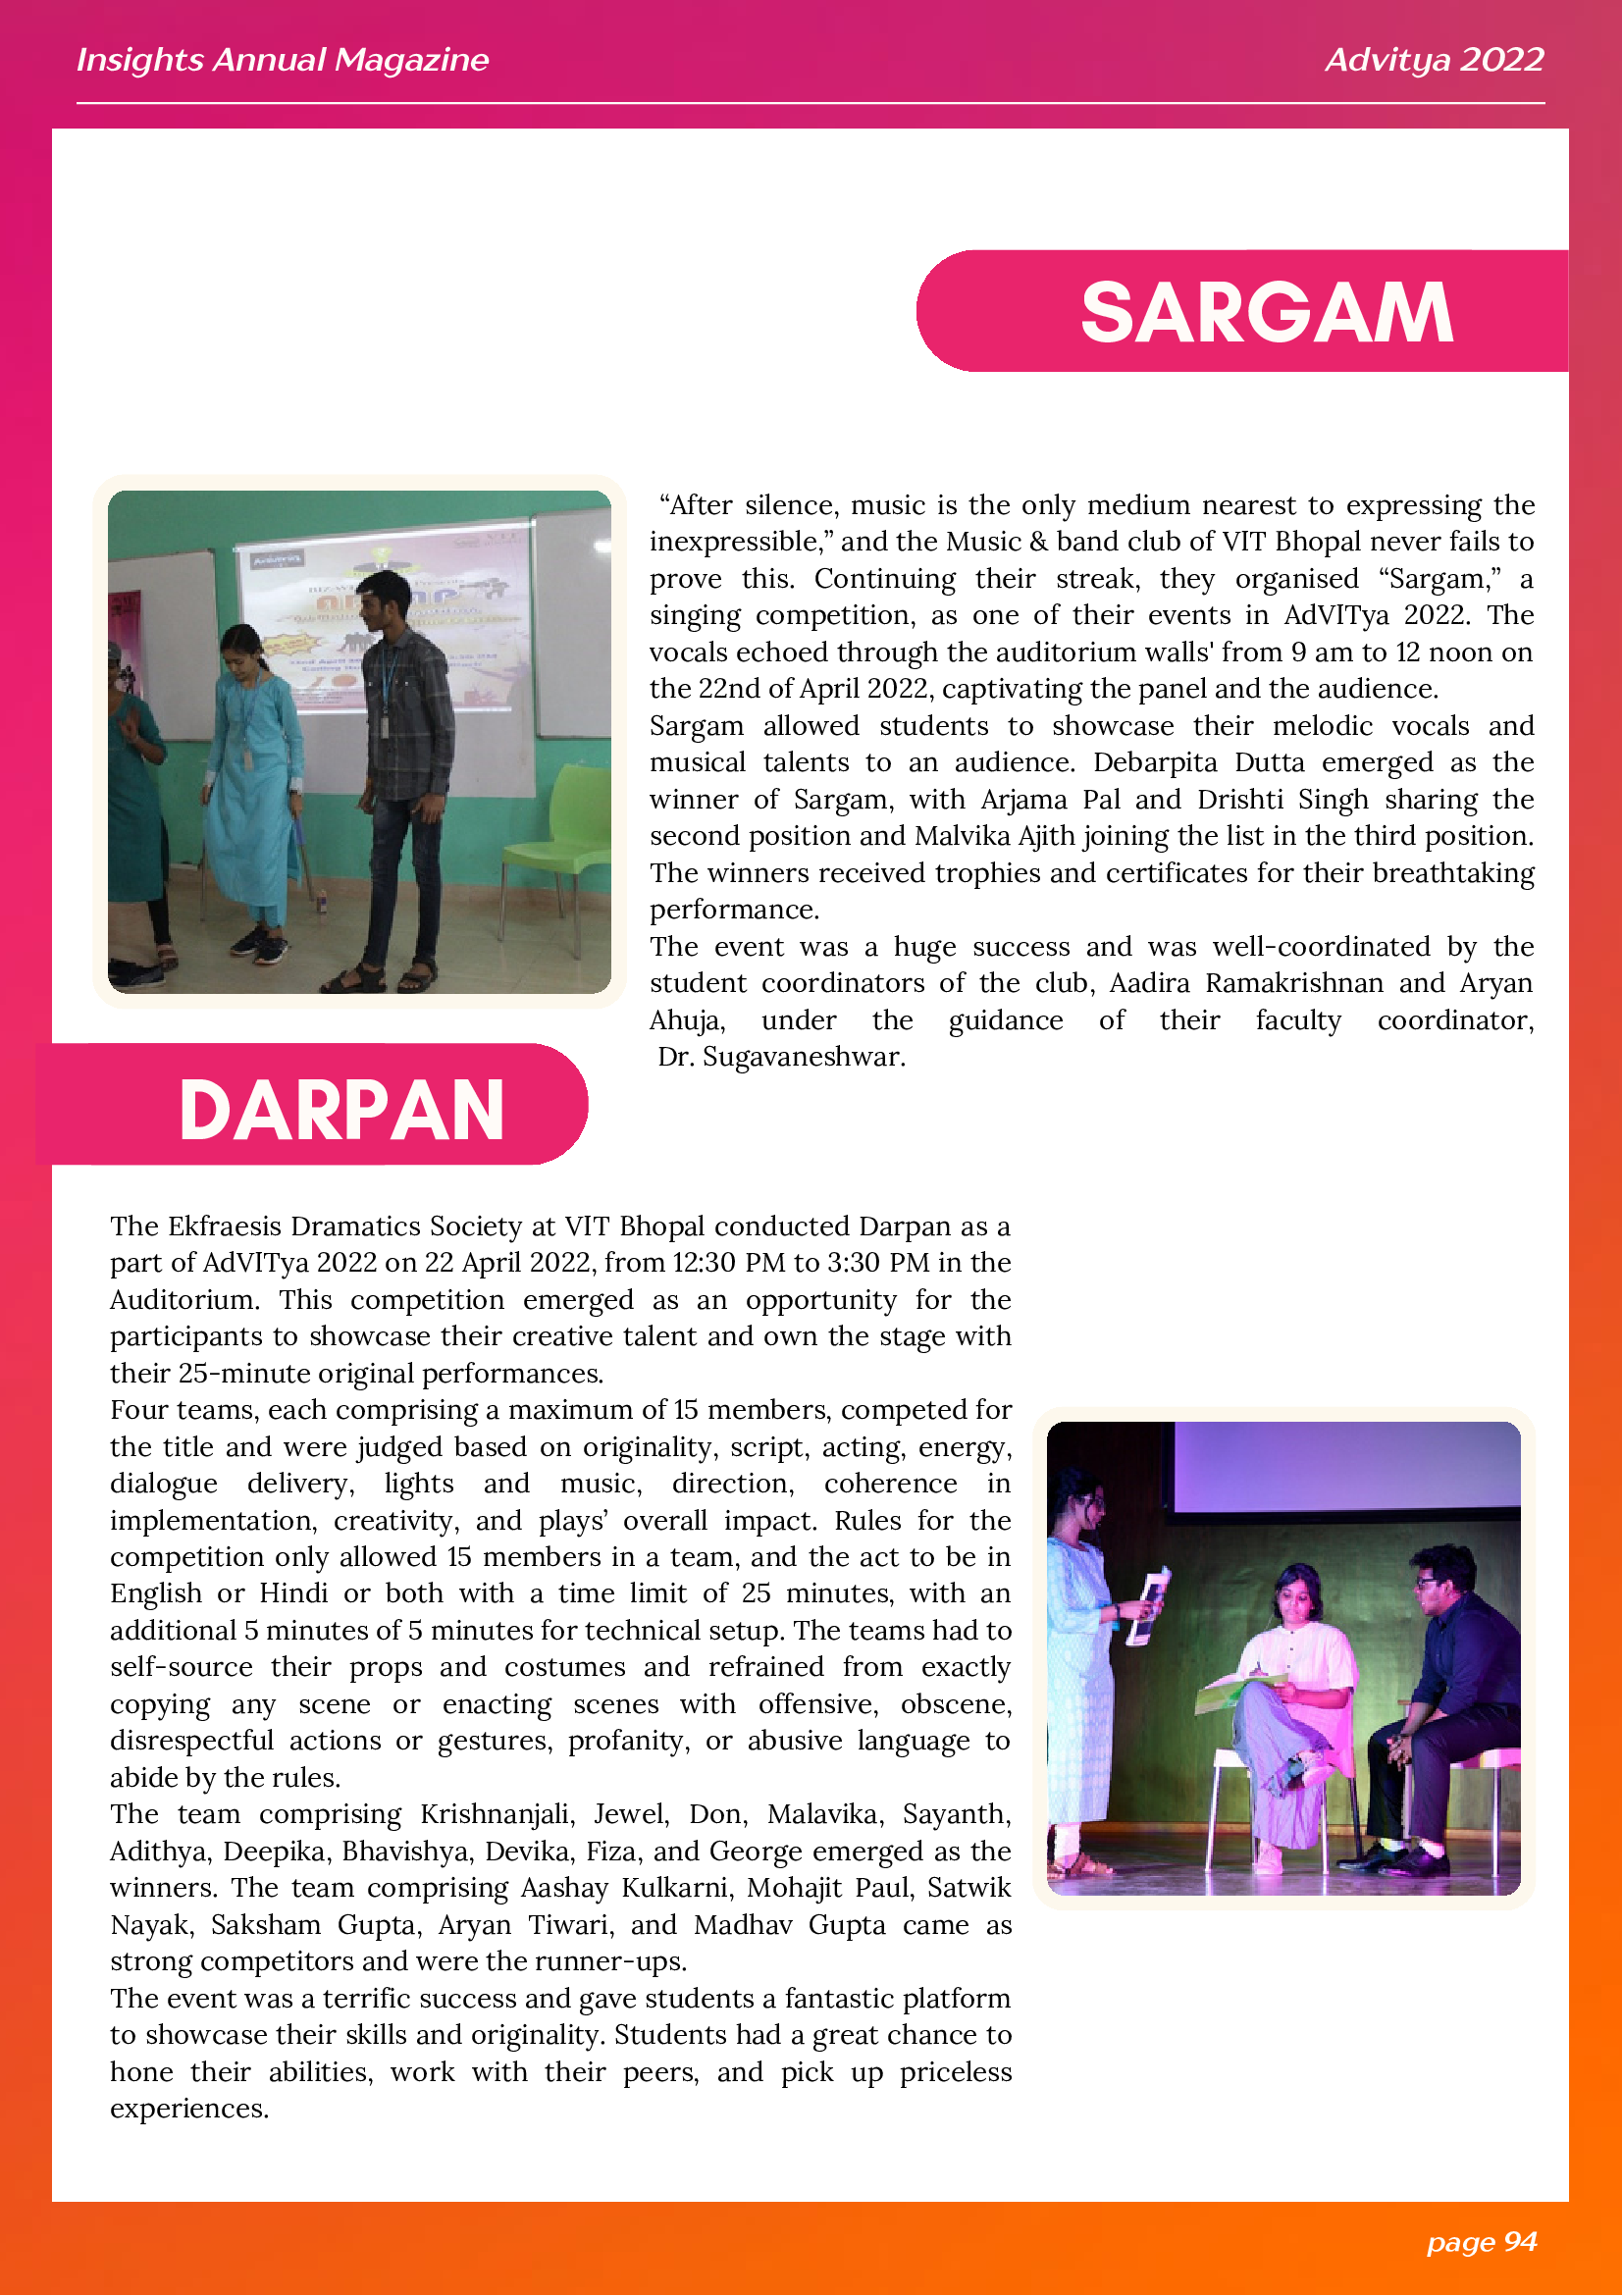 Insights Annual Magazine
Advitya 2022
SARGAM
“After silence, music is the only medium nearest to expressing the
inexpressible,” and the Music & band club of VIT Bhopal never fails to
prove this. Continuing their streak, they organised “Sargam,” a
singing competition, as one of their events in AdVITya 2022. The
vocals echoed through the auditorium walls' from 9 am to 12 noon on
the 22nd of April 2022, captivating the panel and the audience.
Sargam allowed students to showcase their melodic vocals and
musical talents to an audience. Debarpita Dutta emerged as the
winner of Sargam, with Arjama Pal and Drishti Singh sharing the
second position and Malvika Ajith joining the list in the third position.
The winners received trophies and certificates for their breathtaking
performance.
The event was a huge success and was well-coordinated by the
student coordinators of the club, Aadira Ramakrishnan and Aryan
Ahuja, under the guidance of their faculty coordinator,
Dr. Sugavaneshwar.
DARPAN
The Ekfraesis Dramatics Society at VIT Bhopal conducted Darpan as a
part of AdVITya 2022 on 22 April 2022, from 12:30 PM to 3:30 PM in the
Auditorium. This competition emerged as an opportunity for the
participants to showcase their creative talent and own the stage with
their 25-minute original performances.
Four teams, each comprising a maximum of 15 members, competed for
the title and were judged based on originality, script, acting, energy,
dialogue delivery, lights and music, direction, coherence in
implementation, creativity, and plays’ overall impact. Rules for the
competition only allowed 15 members in a team, and the act to be in
English or Hindi or both with a time limit of 25 minutes, with an
additional 5 minutes of 5 minutes for technical setup. The teams had to
self-source their props and costumes and refrained from exactly
copying any scene or enacting scenes with offensive, obscene,
disrespectful actions or gestures, profanity, or abusive language to
abide by the rules.
The team comprising Krishnanjali, Jewel, Don, Malavika, Sayanth,
Adithya, Deepika, Bhavishya, Devika, Fiza, and George emerged as the
winners. The team comprising Aashay Kulkarni, Mohajit Paul, Satwik
Nayak, Saksham Gupta, Aryan Tiwari, and Madhav Gupta came as
strong competitors and were the runner-ups.
The event was a terrific success and gave students a fantastic platform
to showcase their skills and originality. Students had a great chance to
hone their abilities, work with their peers, and pick up priceless
experiences.
page 94